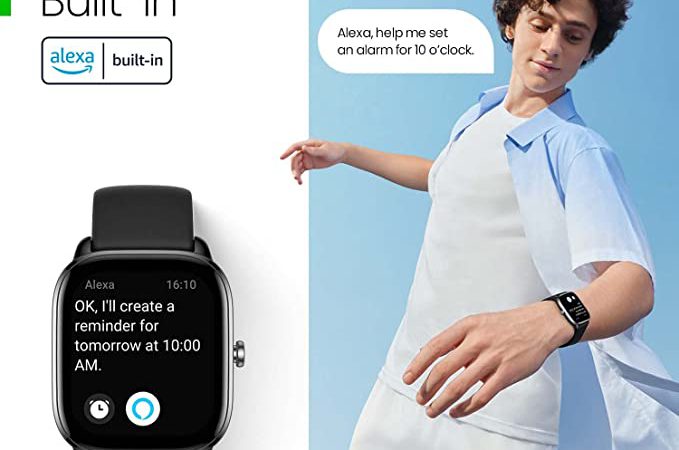 Built-in
alexa built-in
Alexa, help me set
an alarm for 10 o'clock.
Alexa 16:10
OK, I'll create a
reminder for
tomorrow at 10:00
AM.